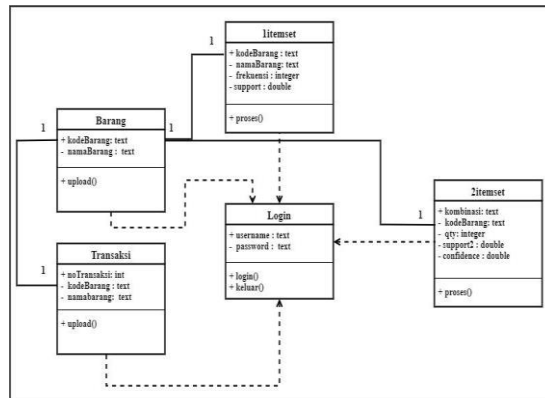 1itemset
+ kodeBarang : text
- namaBarang: text
- frekuensi : integer
- support : double
+ proses()
1
1
1
Barang
+ kodeBarang: text
- namaBarang : text
+ upload()
Login
+ username : text
- password : text
+ login()
+ keluar()
1
2itemset
+ kombinasi: text
- kodeBarang: text
- qty: integer
- support2 : double
- confidence : double
+ proses()
1
Transaksi
+ noTransaksi: int
- kodeBarang : text
- namabarang: text
+ upload()